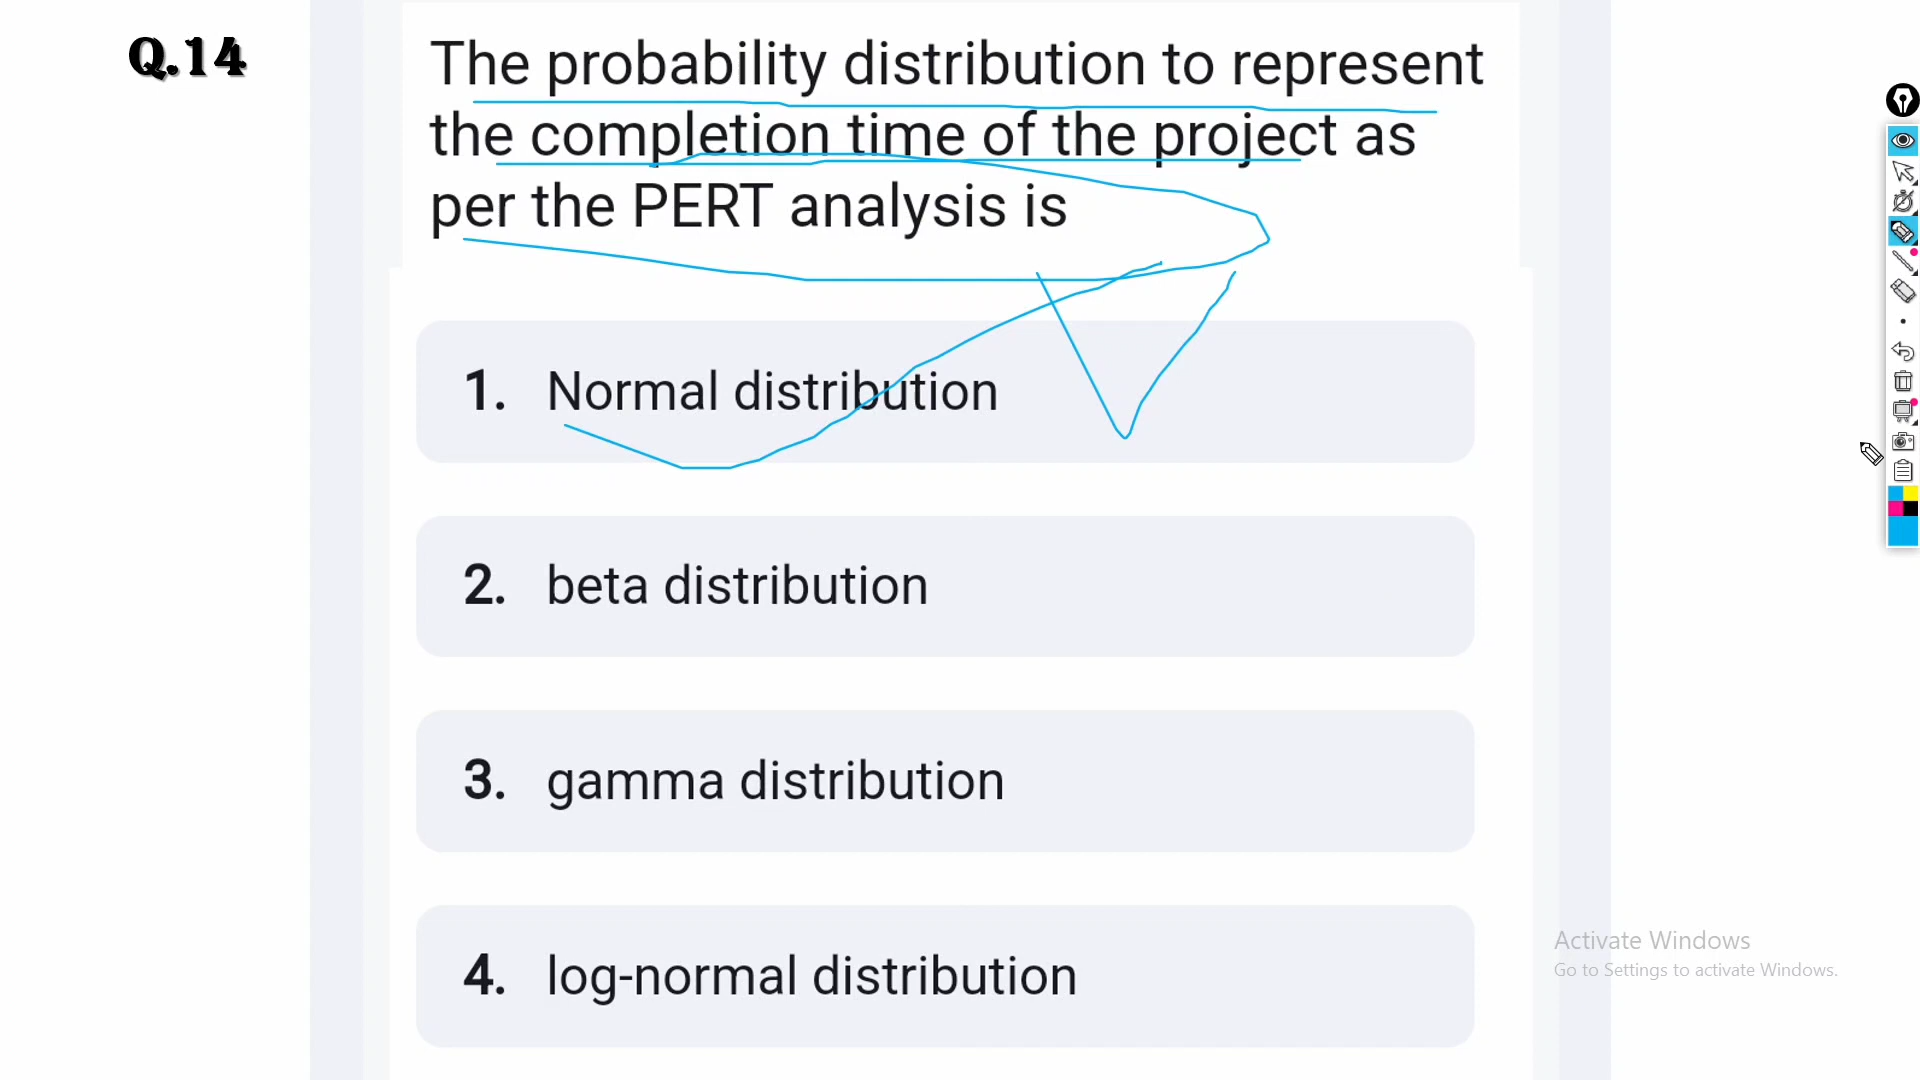 Q.14
The probability distribution to represent
the completion time of the project as
per the PERT analysis is
1. Normal distribution
2. beta distribution
3. gamma distribution
4. log-normal distribution
Activate Windows
Go to Settings to activate Windows.